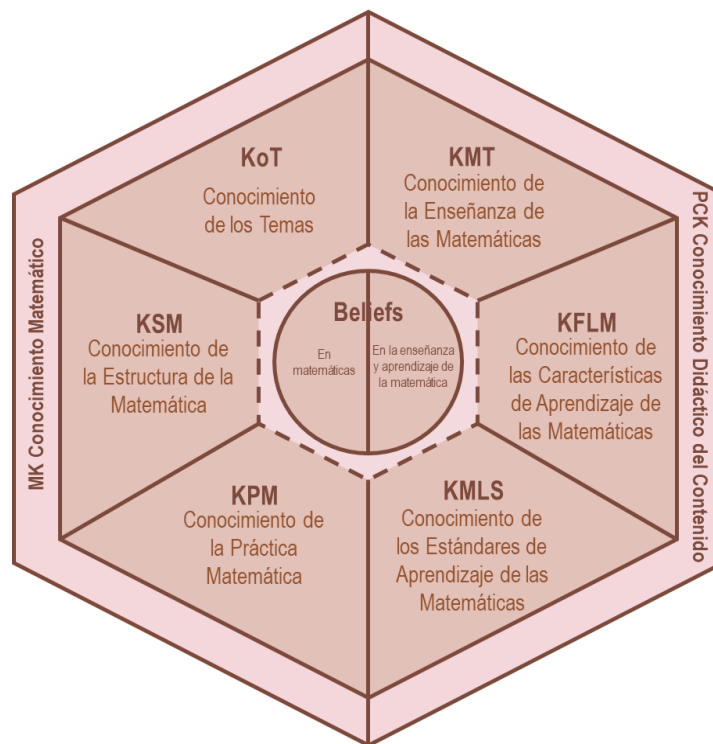 KoT
Conocimiento
de los Temas
KMT
Conocimiento de
la Enseñanza de
las Matemáticas
MK Conocimiento Matemático
PCK Conocimiento Didáctico del Contenido
KSM
Conocimiento de
la Estructura de la
Matemática
Beliefs
En
matemáticas
En la enseñanza
y aprendizaje de
la matemática
KFLM
Conocimiento de
las Características
de Aprendizaje de
las Matemáticas
KPM
Conocimiento de
la Práctica
Matemática
KMLS
Conocimiento de
los Estándares de
Aprendizaje de las
Matemáticas